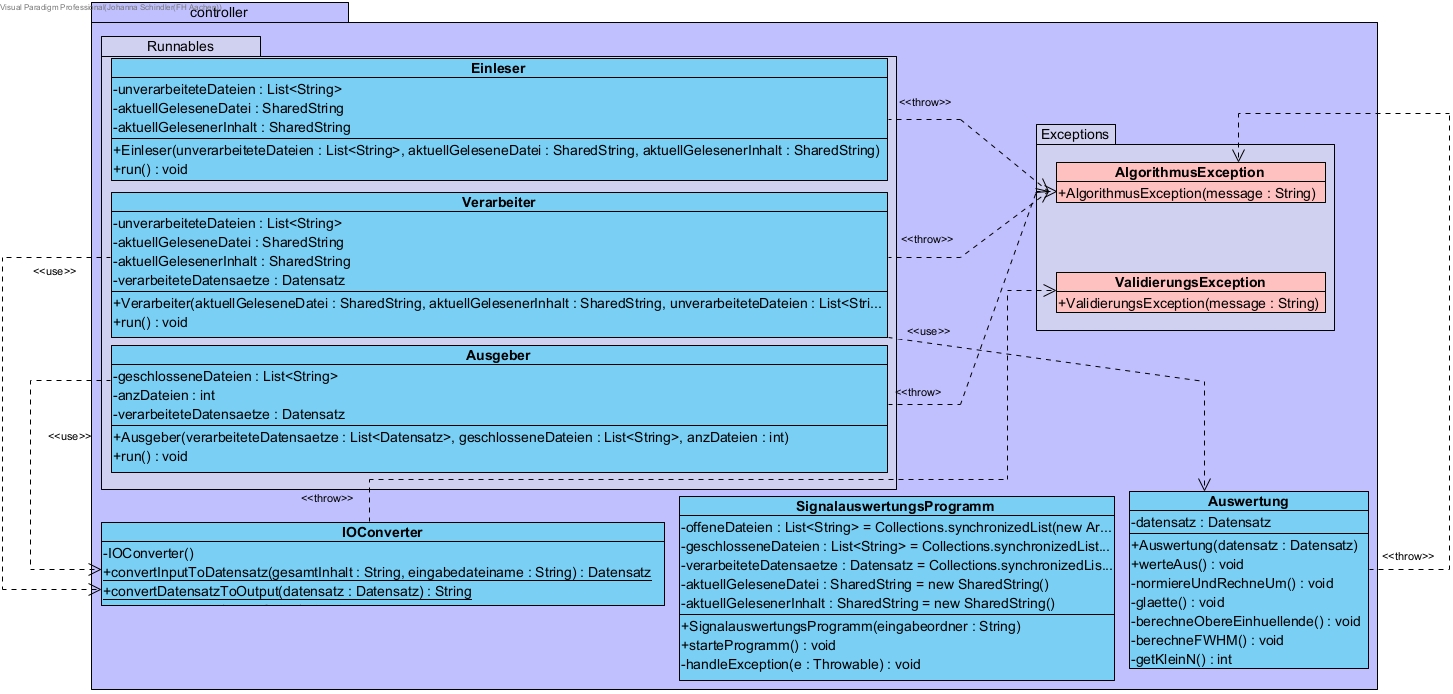 Visual Paradigm Professional(Johanna Schindler(FH Aachen))
controller
Runnables
Einleser
-unverarbeiteteDateien : List<String>
-aktuellGeleseneDatei : SharedString
-aktuellGelesenerInhalt : SharedString
+Einleser(unverarbeiteteDateien : List<String>, aktuellGeleseneDatei : SharedString, aktuellGelesenerInhalt : SharedString)
+run() : void
<<throw>>
Verarbeiter
-unverarbeiteteDateien : List<String>
-aktuellGeleseneDatei : SharedString
-aktuellGelesenerInhalt : SharedString
-verarbeiteteDatensaetze : Datensatz
+Verarbeiter(aktuellGeleseneDatei : SharedString, aktuellGelesenerInhalt : SharedString, unverarbeiteteDateien : List<Stri...
+run() : void
<<throw>>
<<use>>
<<use>>
Ausgeber
-geschlosseneDateien : List<String>
-anzDateien : int
-verarbeiteteDatensaetze : Datensatz
+Ausgeber(verarbeiteteDatensaetze : List<Datensatz>, geschlosseneDateien : List<String>, anzDateien : int)
+run() : void
<<throw>
<<use>>
Exceptions
AlgorithmusException
+AlgorithmusException(message : String)
ValidierungsException
+ValidierungsException(message : String)
<<throw>>
IOConverter
-IOConverter()
+convertInputToDatensatz(gesamtInhalt : String, eingabedateiname : String) : Datensatz
+convertDatensatzToOutput(datensatz : Datensatz) : String
SignalauswertungsProgramm
-offeneDateien : List<String> = Collections.synchronizedList(new Ar...
-geschlosseneDateien : List<String> = Collections.synchronizedList...
-verarbeiteteDatensaetze : Datensatz = Collections.synchronizedLis...
-aktuellGeleseneDatei : SharedString = new SharedString()
-aktuellGelesenerInhalt : SharedString = new SharedString()
+SignalauswertungsProgramm(eingabeordner : String)
+starteProgramm() : void
-handleException(e : Throwable) : void
Auswertung
-datensatz : Datensatz
+Auswertung(datensatz : Datensatz)
+werteAus() : void
-normiereUndRechneUm() : void
-glaette() : void
-berechneObereEinhuellende() : void
-berechneFWHM() : void
-getKleinN() : int
<<throw>>